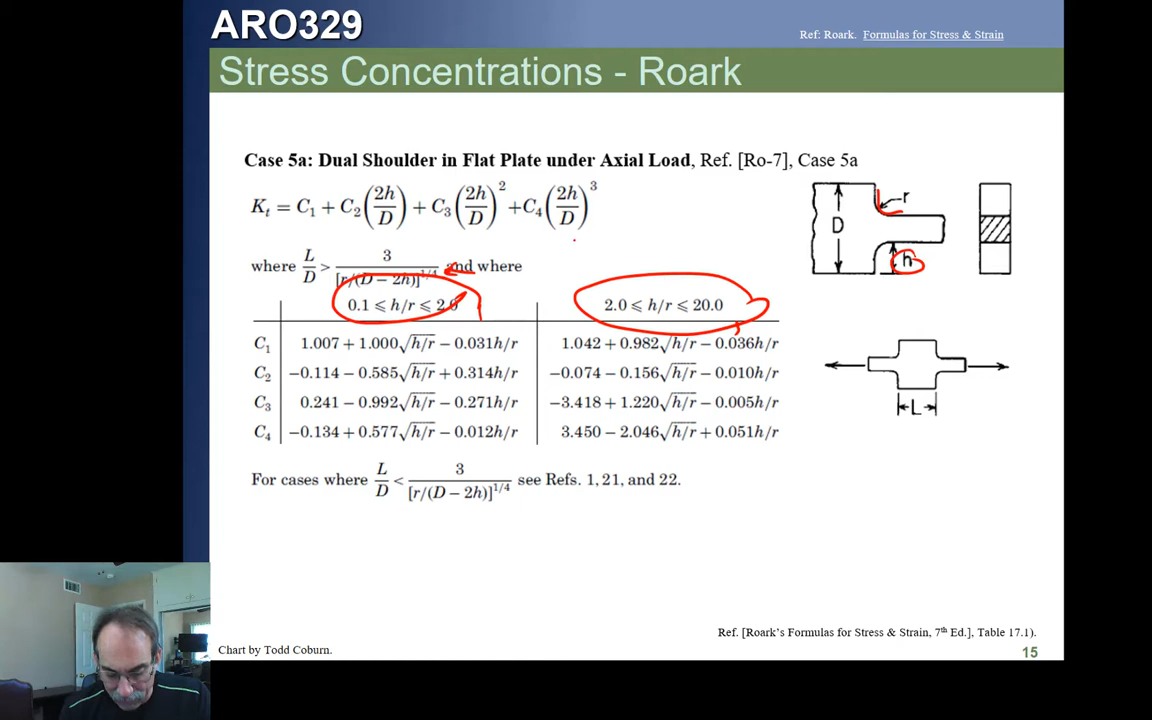 ARO329
Ref: Roark. Formulas for Stress & Strain
Stress Concentrations - Roark
Case 5a: Dual Shoulder in Flat Plate under Axial Load, Ref. [Ro-7], Case 5a
K_t = C_1 + C_2(2h/D) + C_3(2h/D)^2 + C_4(2h/D)^3
where L/D > 3/[r/(D − 2h)]^1/4 and where
0.1 ⩽ h/r ⩽ 2.0 2.0 ⩽ h/r ⩽ 20.0
C_1 1.007 + 1.000√h/r − 0.031h/r 1.042 + 0.982√h/r − 0.036h/r
C_2 −0.114 − 0.585√h/r + 0.314h/r −0.074 − 0.156√h/r − 0.010h/r
C_3 0.241 − 0.992√h/r − 0.271h/r −3.418 + 1.220√h/r − 0.005h/r
C_4 −0.134 + 0.577√h/r − 0.012h/r 3.450 − 2.046√h/r + 0.051h/r
For cases where L/D < 3/[r/(D − 2h)]^1/4 see Refs. 1, 21, and 22.
r
D
h
L
Ref. [Roark's Formulas for Stress & Strain, 7th Ed.], Table 17.1).
Chart by Todd Coburn.
15